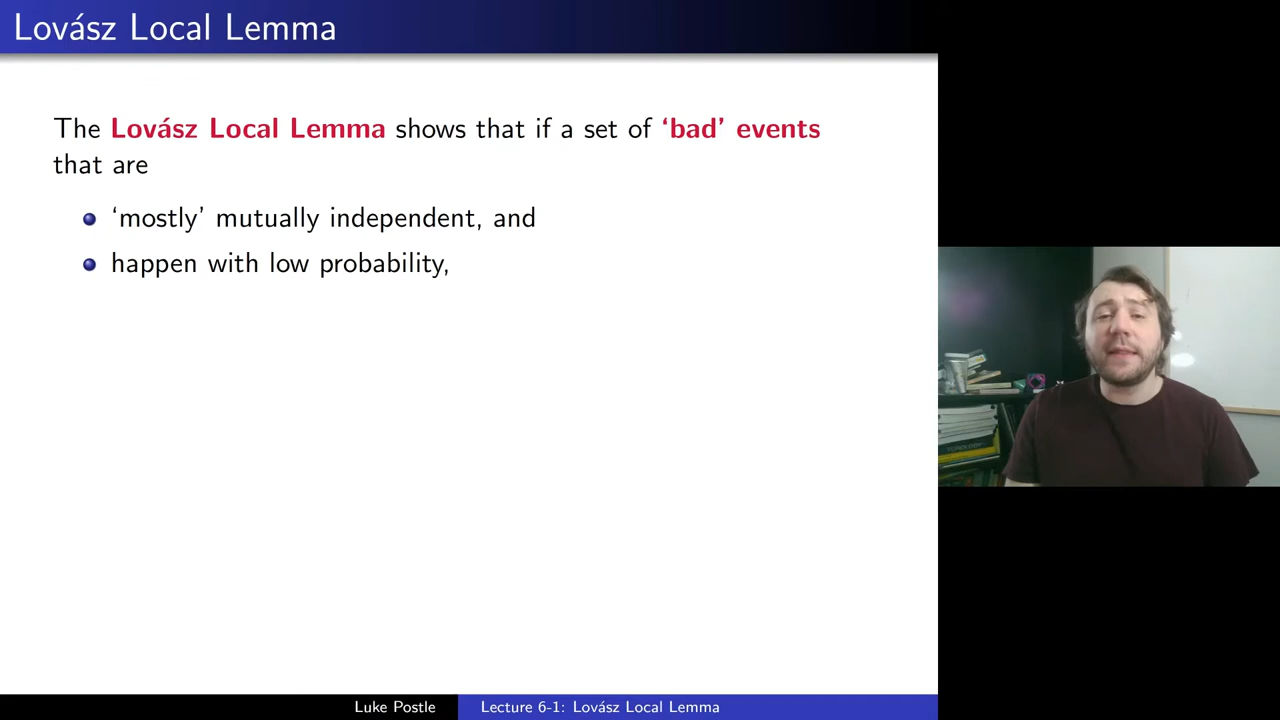 Lovász Local Lemma
The Lovász Local Lemma shows that if a set of ‘bad’ events
that are
‘mostly’ mutually independent, and
happen with low probability,
Luke Postle
Lecture 6-1: Lovász Local Lemma